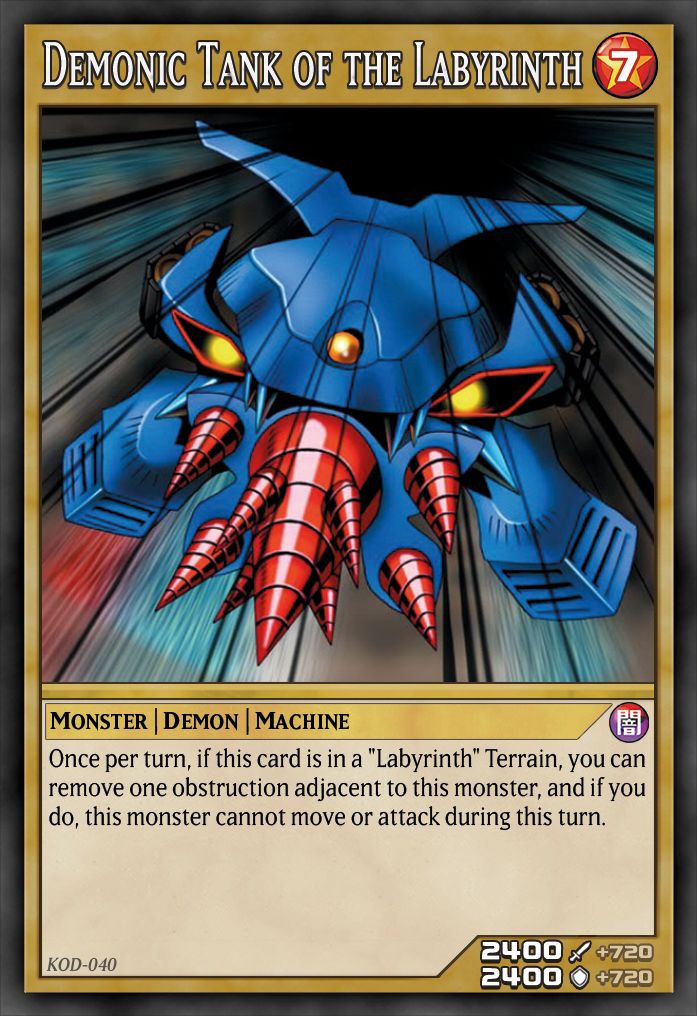 Demonic Tank of the Labyrinth 7
Monster | Demon | Machine 闇
Once per turn, if this card is in a "Labyrinth" Terrain, you can
remove one obstruction adjacent to this monster, and if you
do, this monster cannot move or attack during this turn.
2400 +720
KOD-040
2400 +720